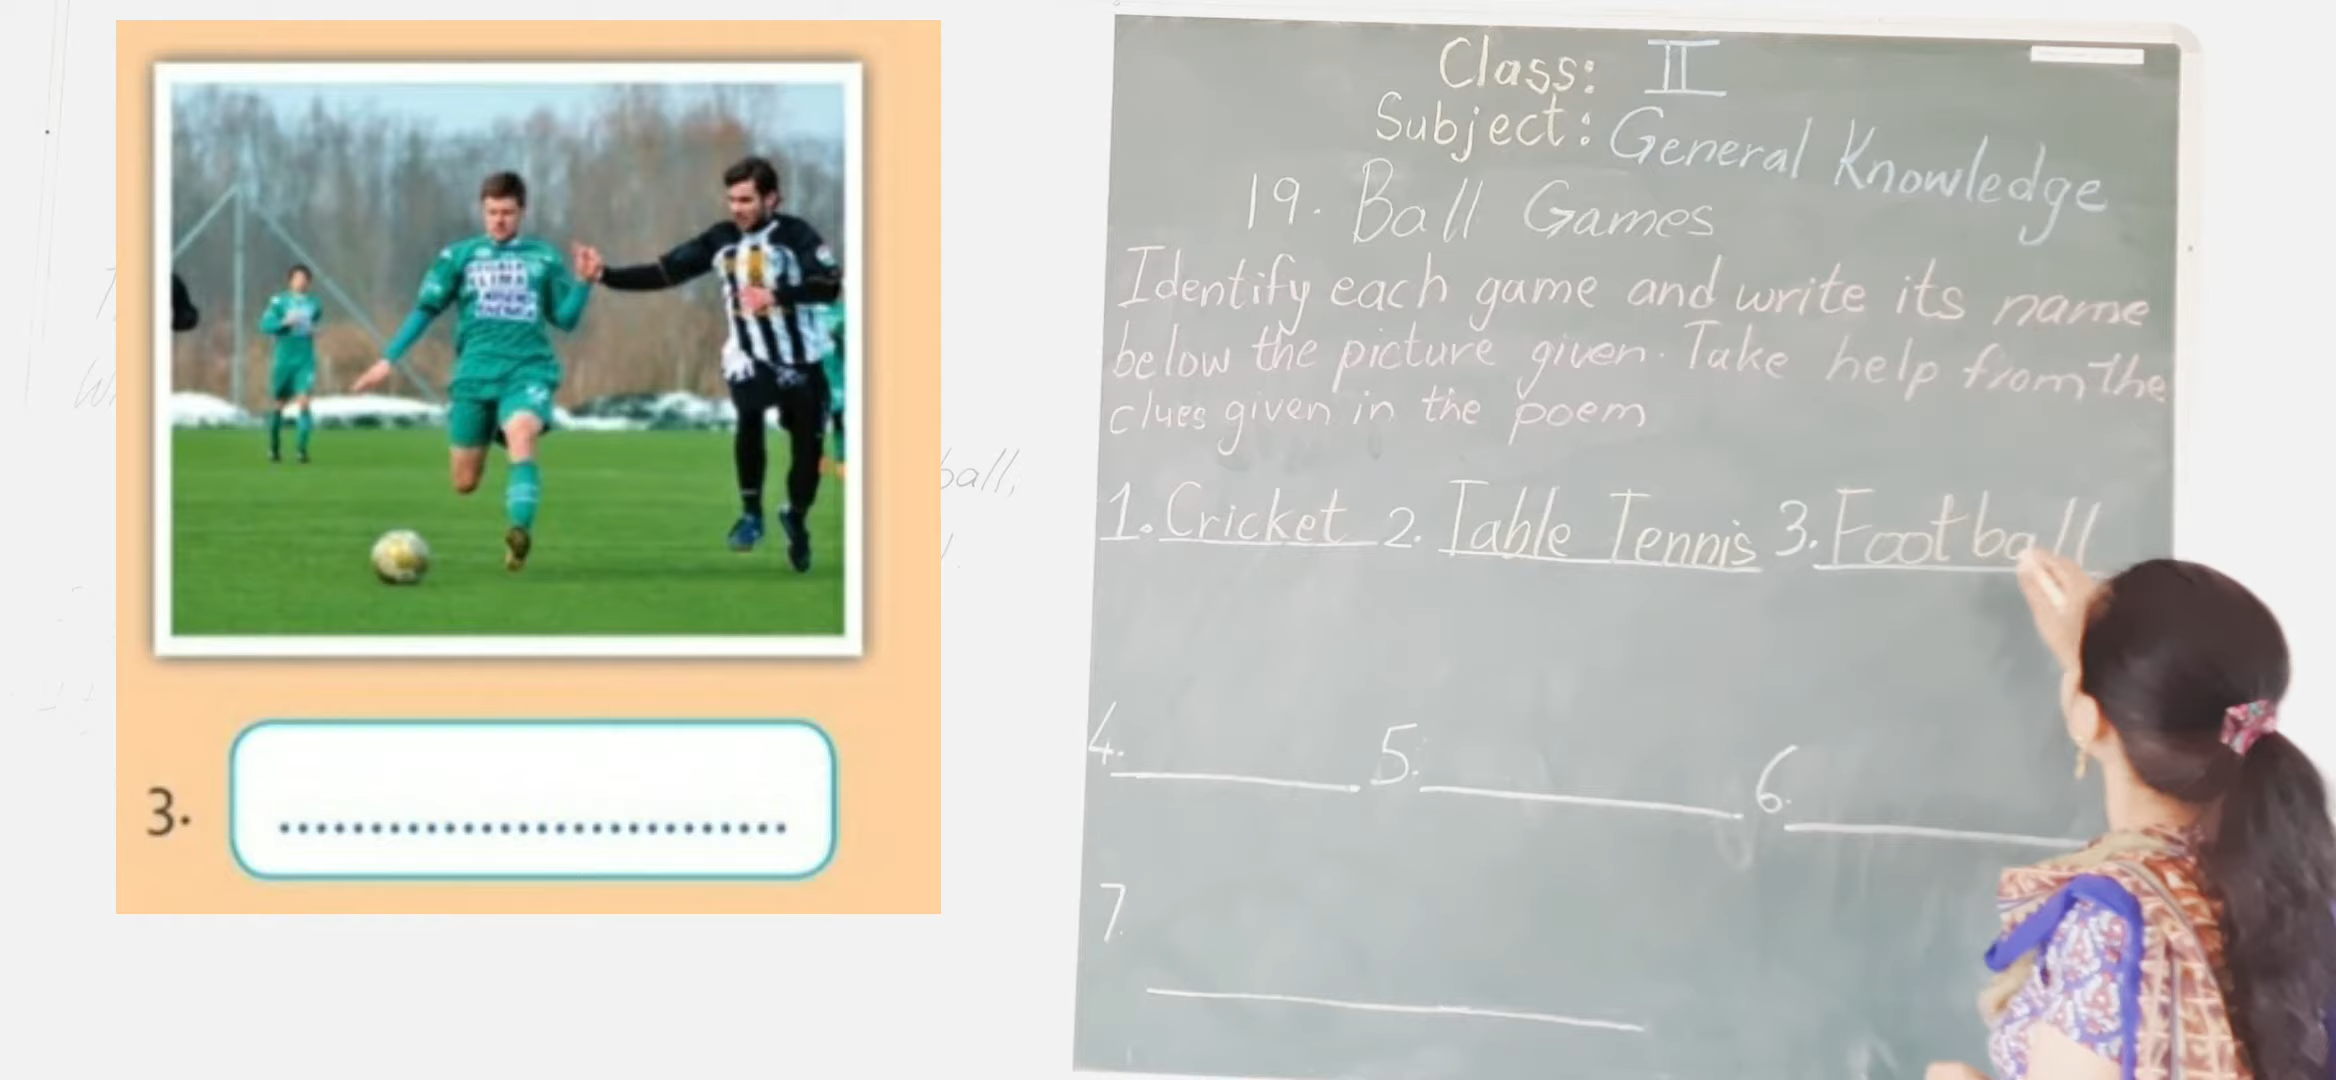 3. ..............................
Class: II
Subject: General Knowledge
19. Ball Games
Identify each game and write its name
below the picture given. Take help from the
clues given in the poem
1. Cricket 2. Table Tennis 3. Football
4. 5. 6.
7.
ball,